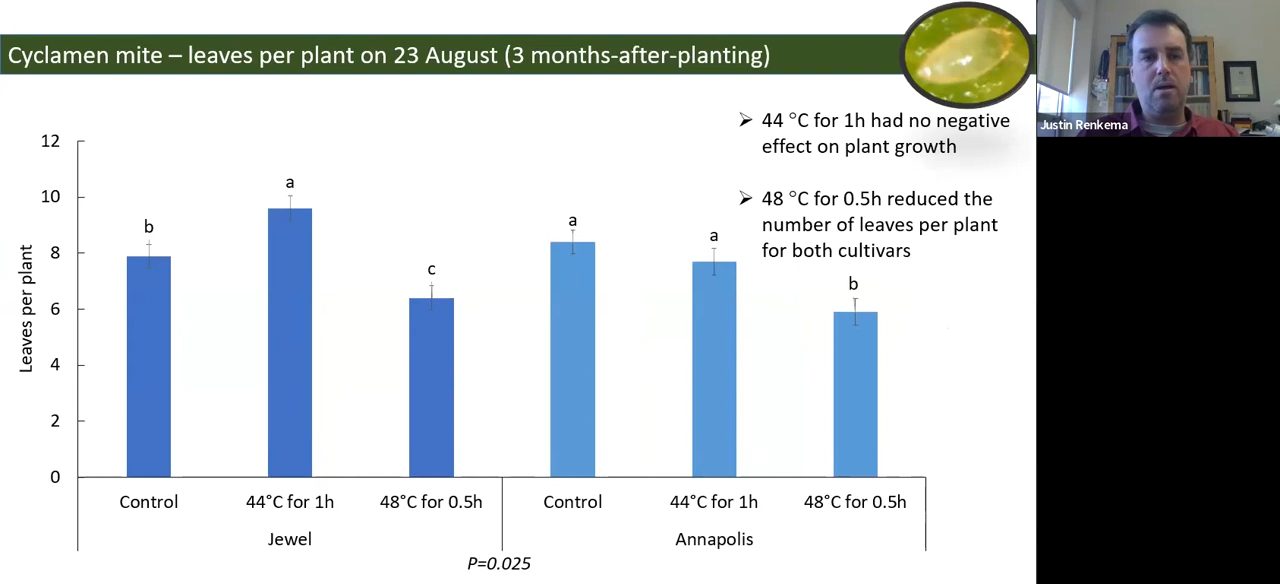 Cyclamen mite – leaves per plant on 23 August (3 months-after-planting)
Justin Renkema
➢ 44 °C for 1h had no negative
effect on plant growth
➢ 48 °C for 0.5h reduced the
number of leaves per plant
for both cultivars
Leaves per plant
12
10
8
6
4
2
0
b
a
c
a
a
b
Control
44°C for 1h
48°C for 0.5h
Control
44°C for 1h
48°C for 0.5h
Jewel
Annapolis
P=0.025